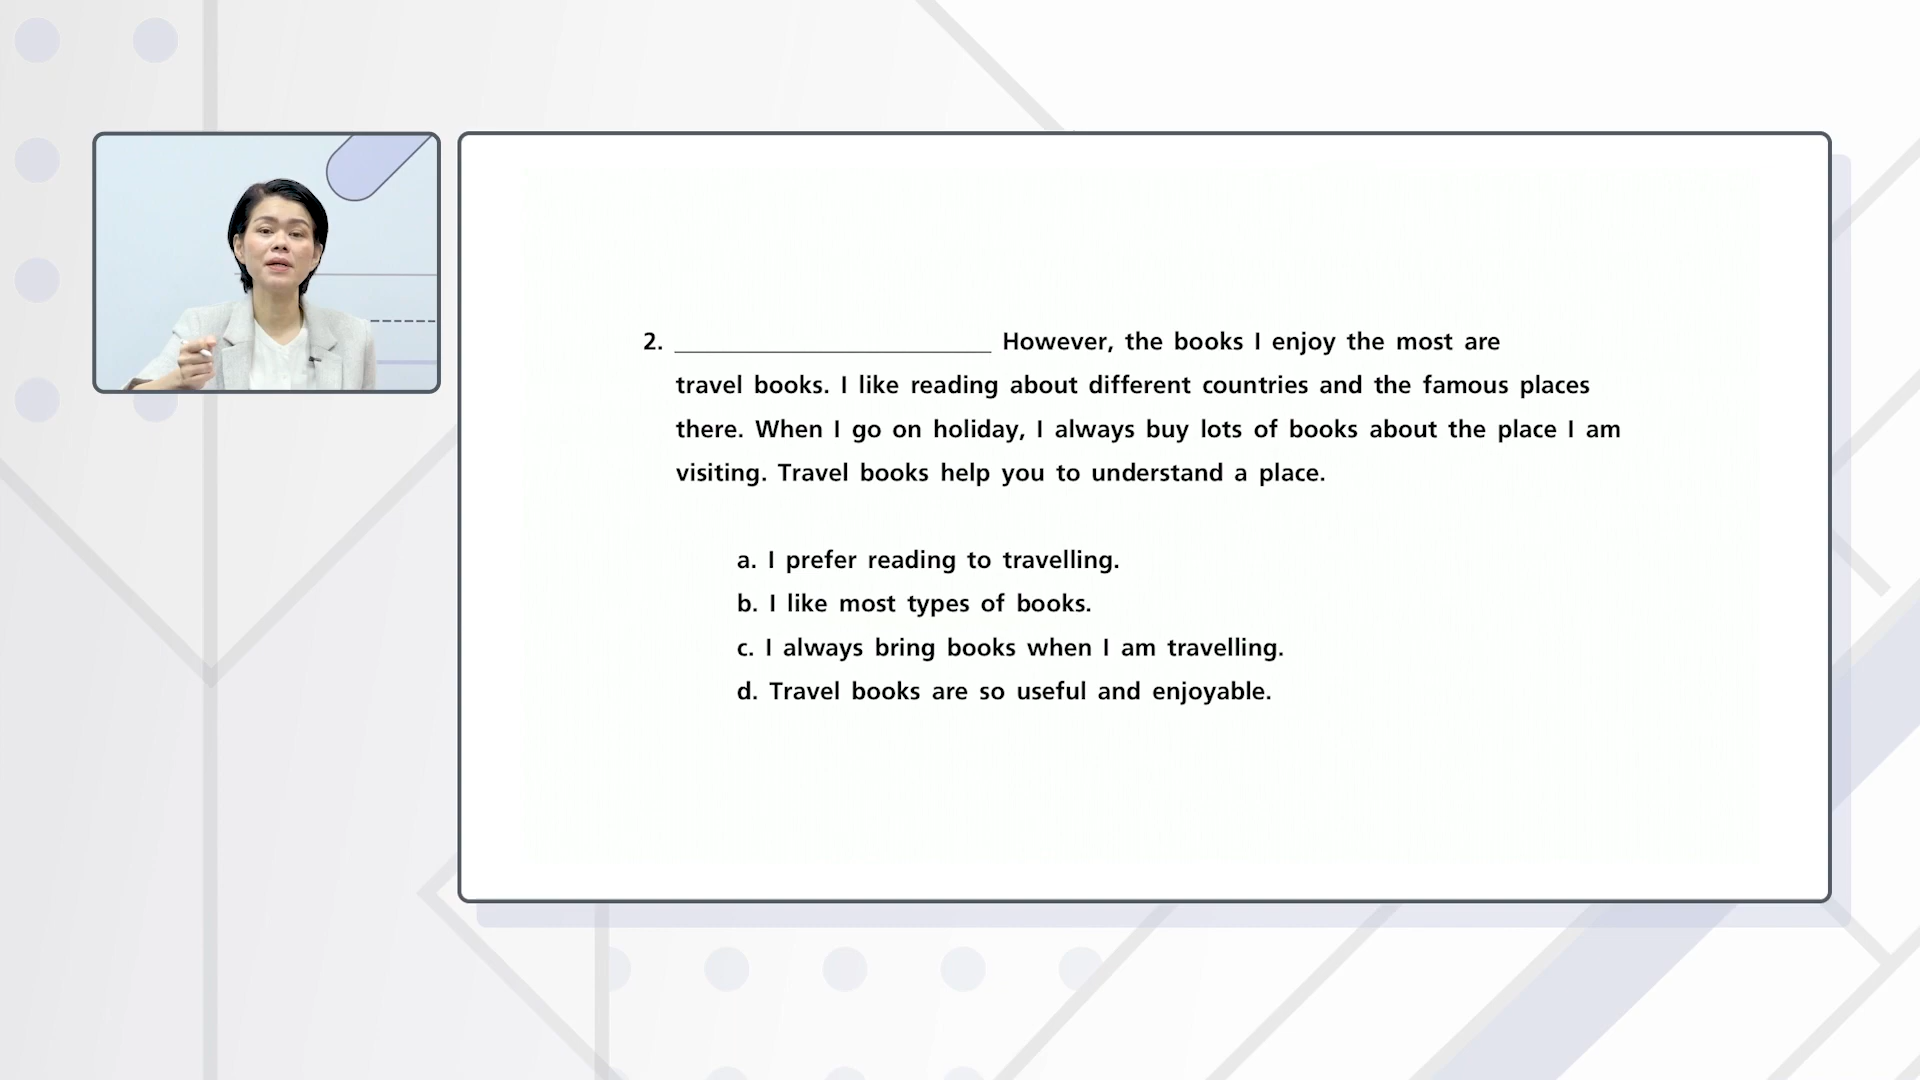 2. ______________________ However, the books I enjoy the most are
travel books. I like reading about different countries and the famous places
there. When I go on holiday, I always buy lots of books about the place I am
visiting. Travel books help you to understand a place.
a. I prefer reading to travelling.
b. I like most types of books.
c. I always bring books when I am travelling.
d. Travel books are so useful and enjoyable.